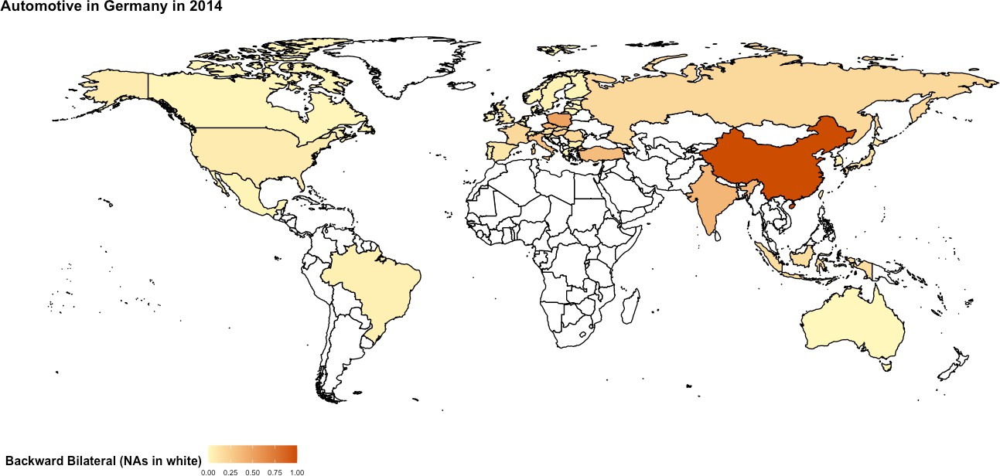 Automotive in Germany in 2014
Backward Bilateral (NAs in white)
0.00 0.25 0.50 0.75 1.00